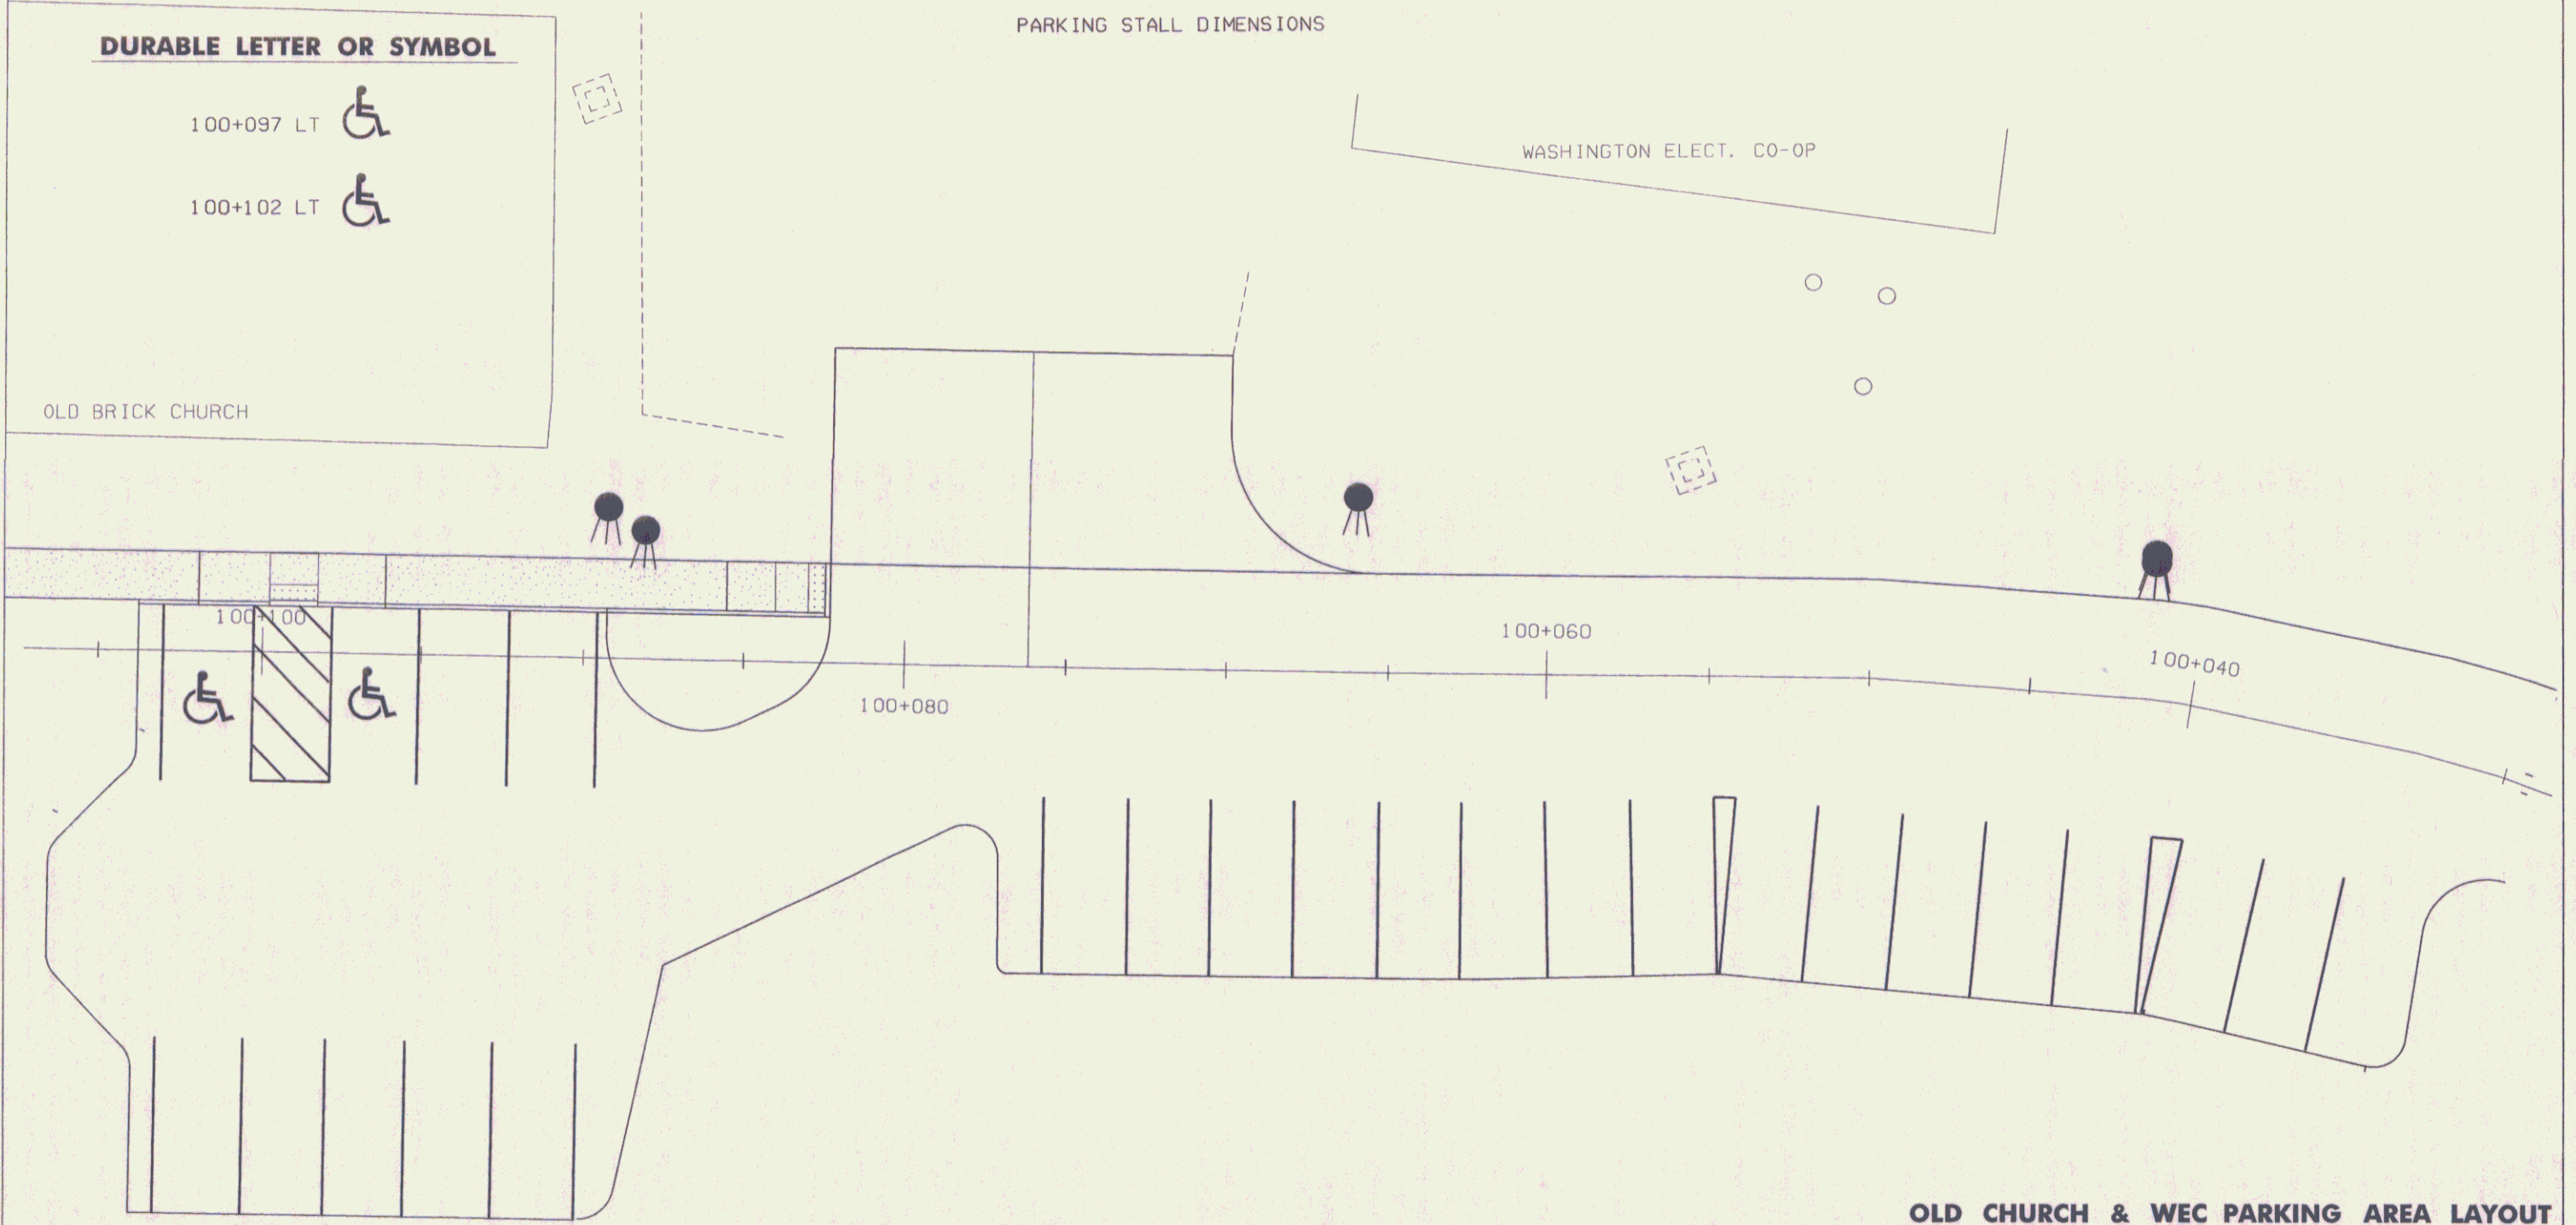 PARKING STALL DIMENSIONS
DURABLE LETTER OR SYMBOL
100+097 LT
100+102 LT
WASHINGTON ELECT. CO-OP
OLD BRICK CHURCH
100+100
100+060
100+040
100+080
OLD CHURCH & WEC PARKING AREA LAYOUT